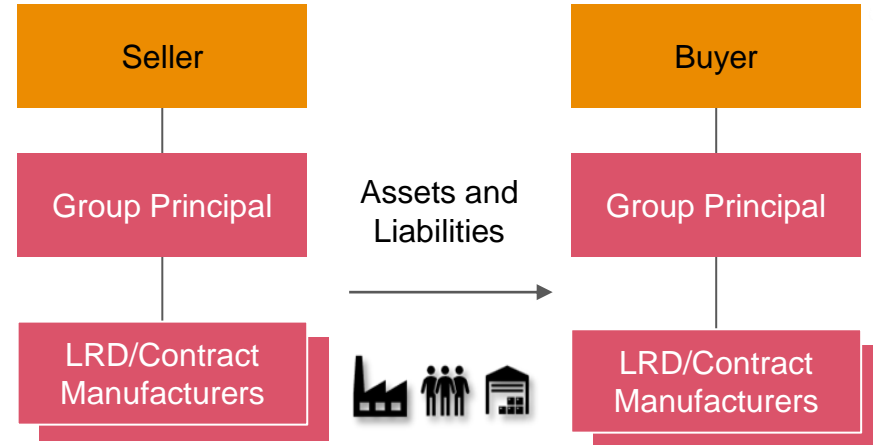 Seller
Buyer
Group Principal
Assets and
Liabilities
Group Principal
LRD/Contract
Manufacturers
LRD/Contract
Manufacturers